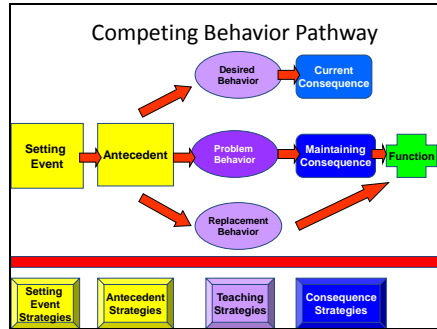 Competing Behavior Pathway
Desired
Behavior
Current
Consequence
Setting
Event
Antecedent
Problem
Behavior
Maintaining
Consequence
Function
Replacement
Behavior
Setting
Event
Strategies
Antecedent
Strategies
Teaching
Strategies
Consequence
Strategies